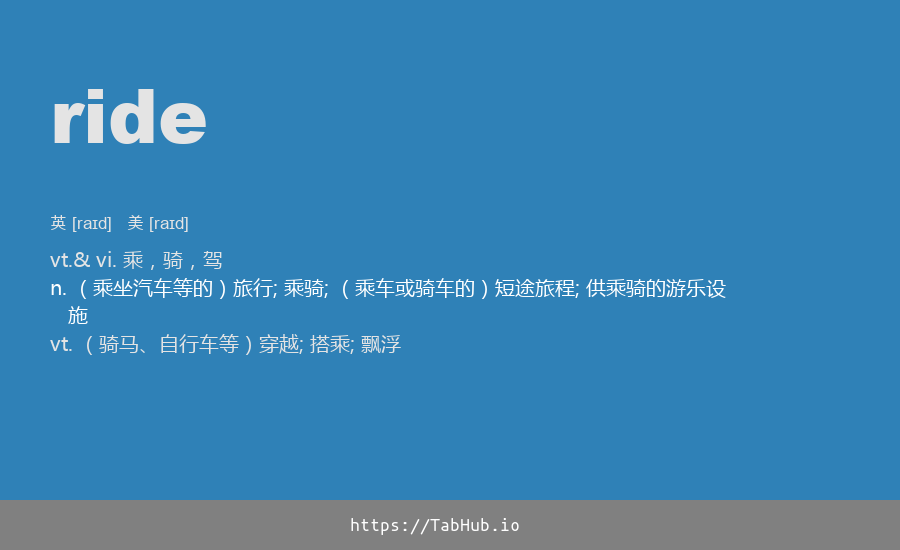 ride
英 [raɪd] 美 [raɪd]
vt.& vi. 乘，骑，驾
n. （乘坐汽车等的）旅行; 乘骑; （乘车或骑车的）短途旅程; 供乘骑的游乐设
施
vt. （骑马、自行车等）穿越; 搭乘; 飘浮
https://TabHub.io